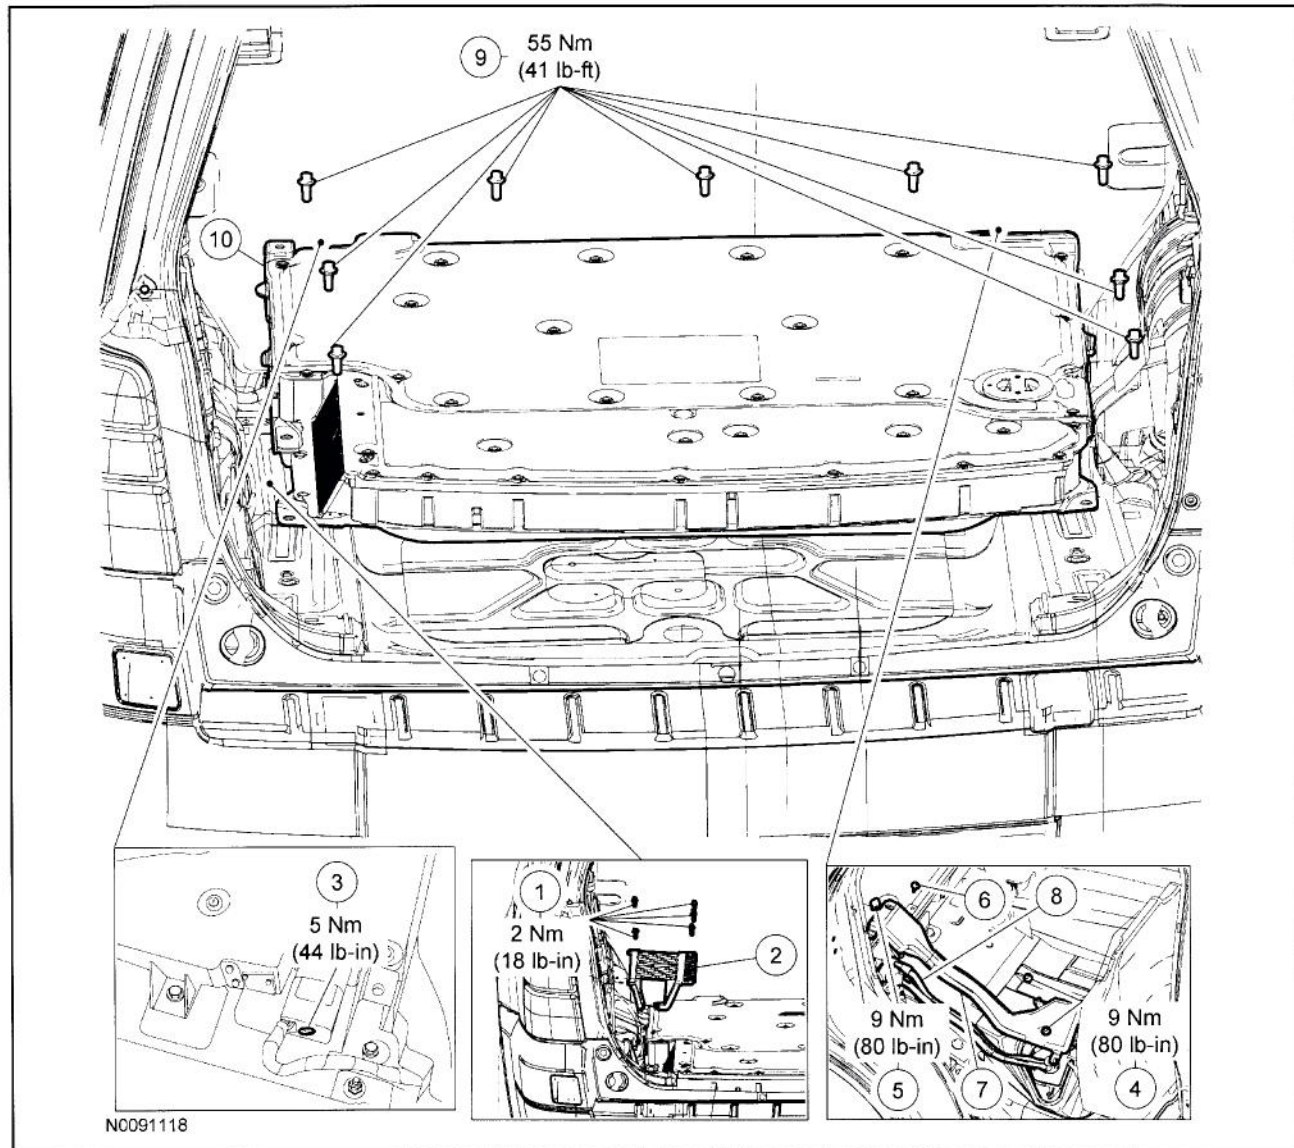 9
55 Nm
(41 lb-ft)
10
3
5 Nm
(44 lb-in)
1
2 Nm
(18 lb-in)
2
6
8
9 Nm
(80 lb-in)
5
7
9 Nm
(80 lb-in)
4
N0091118